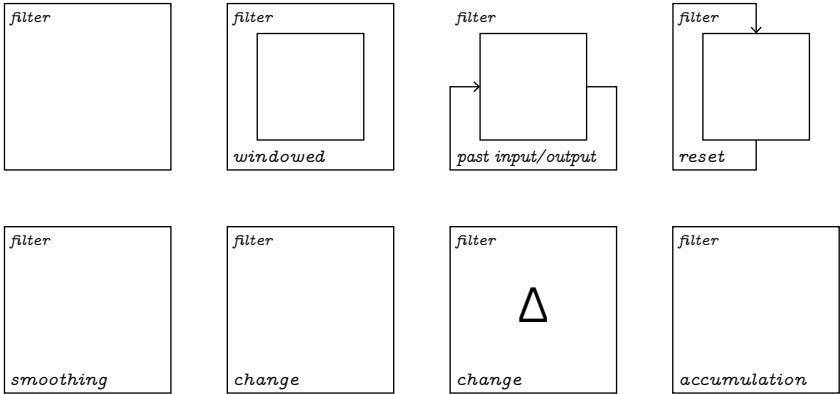 filter
filter
filter
filter
windowed
past input/output
reset
filter
filter
filter
filter
Δ
smoothing
change
change
accumulation